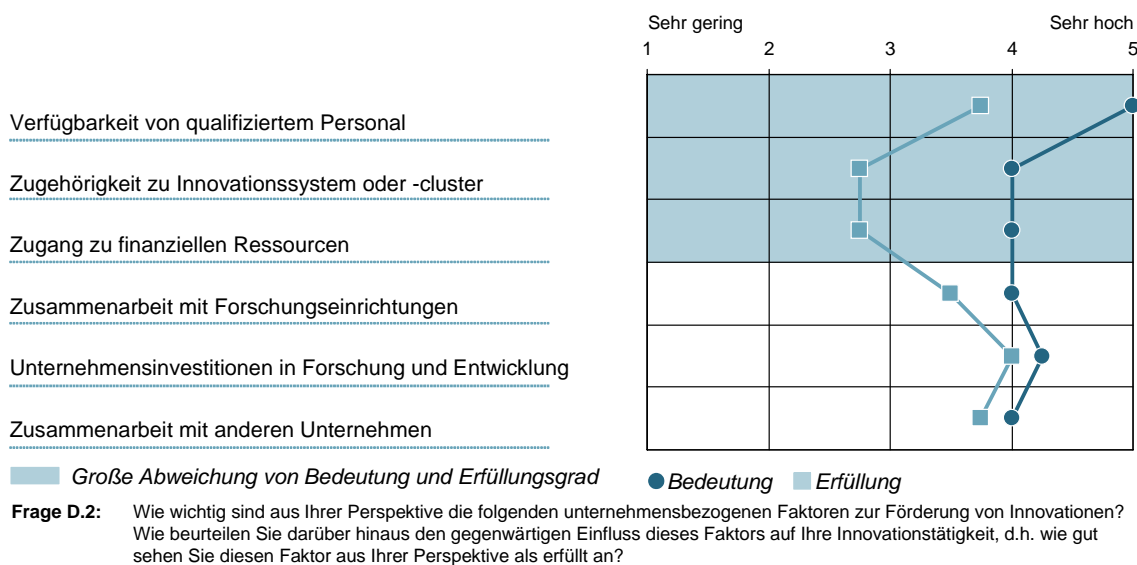 Sehr gering Sehr hoch
1 2 3 4 5
Verfügbarkeit von qualifiziertem Personal
Zugehörigkeit zu Innovationssystem oder -cluster
Zugang zu finanziellen Ressourcen
Zusammenarbeit mit Forschungseinrichtungen
Unternehmensinvestitionen in Forschung und Entwicklung
Zusammenarbeit mit anderen Unternehmen
Große Abweichung von Bedeutung und Erfüllungsgrad Bedeutung Erfüllung
Frage D.2: Wie wichtig sind aus Ihrer Perspektive die folgenden unternehmensbezogenen Faktoren zur Förderung von Innovationen?
Wie beurteilen Sie darüber hinaus den gegenwärtigen Einfluss dieses Faktors auf Ihre Innovationstätigkeit, d.h. wie gut
sehen Sie diesen Faktor aus Ihrer Perspektive als erfüllt an?